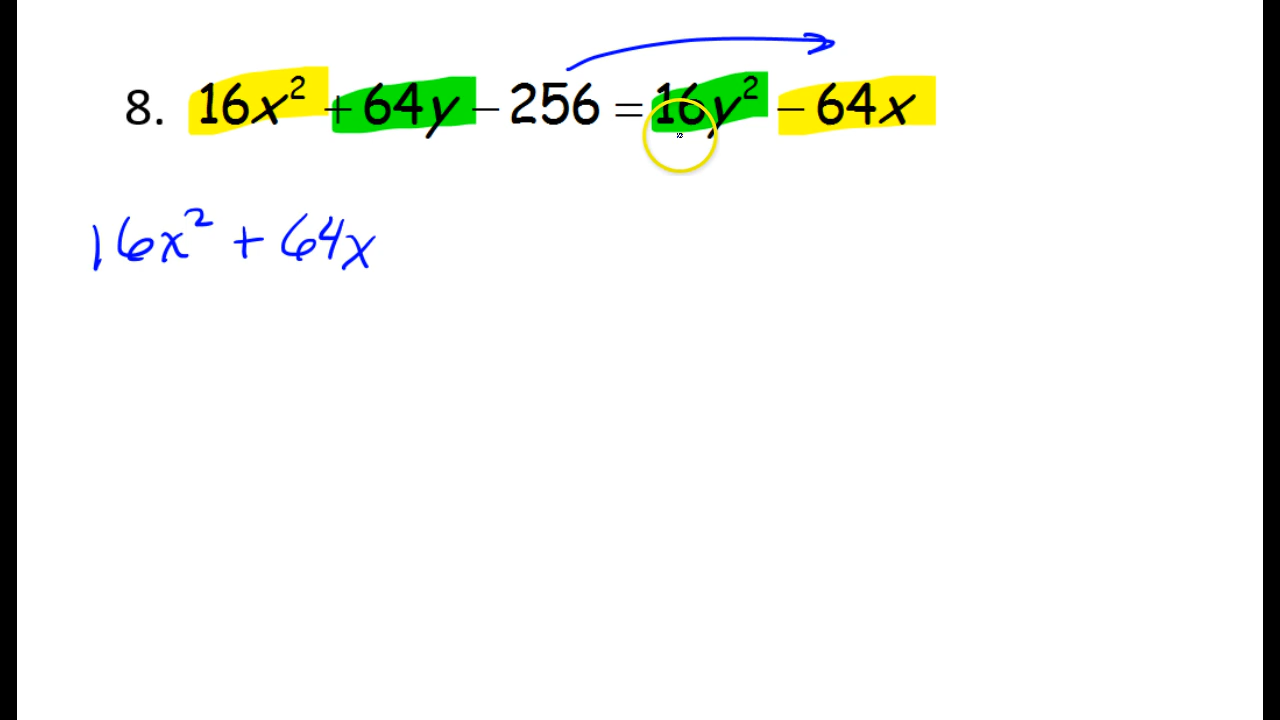 8. 16x² + 64y − 256 = 16y² − 64x
16x² + 64x